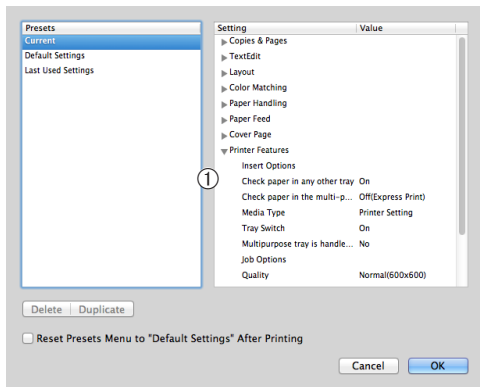 Presets
Current
Default Settings
Last Used Settings
Setting Value
Copies & Pages
TextEdit
Layout
Color Matching
Paper Handling
Paper Feed
Cover Page
Printer Features
Insert Options
① Check paper in any other tray On
Check paper in the multi-p... Off(Express Print)
Media Type Printer Setting
Tray Switch On
Multipurpose tray is handle... No
Job Options
Quality Normal(600x600)
Delete Duplicate
Reset Presets Menu to "Default Settings" After Printing
Cancel OK